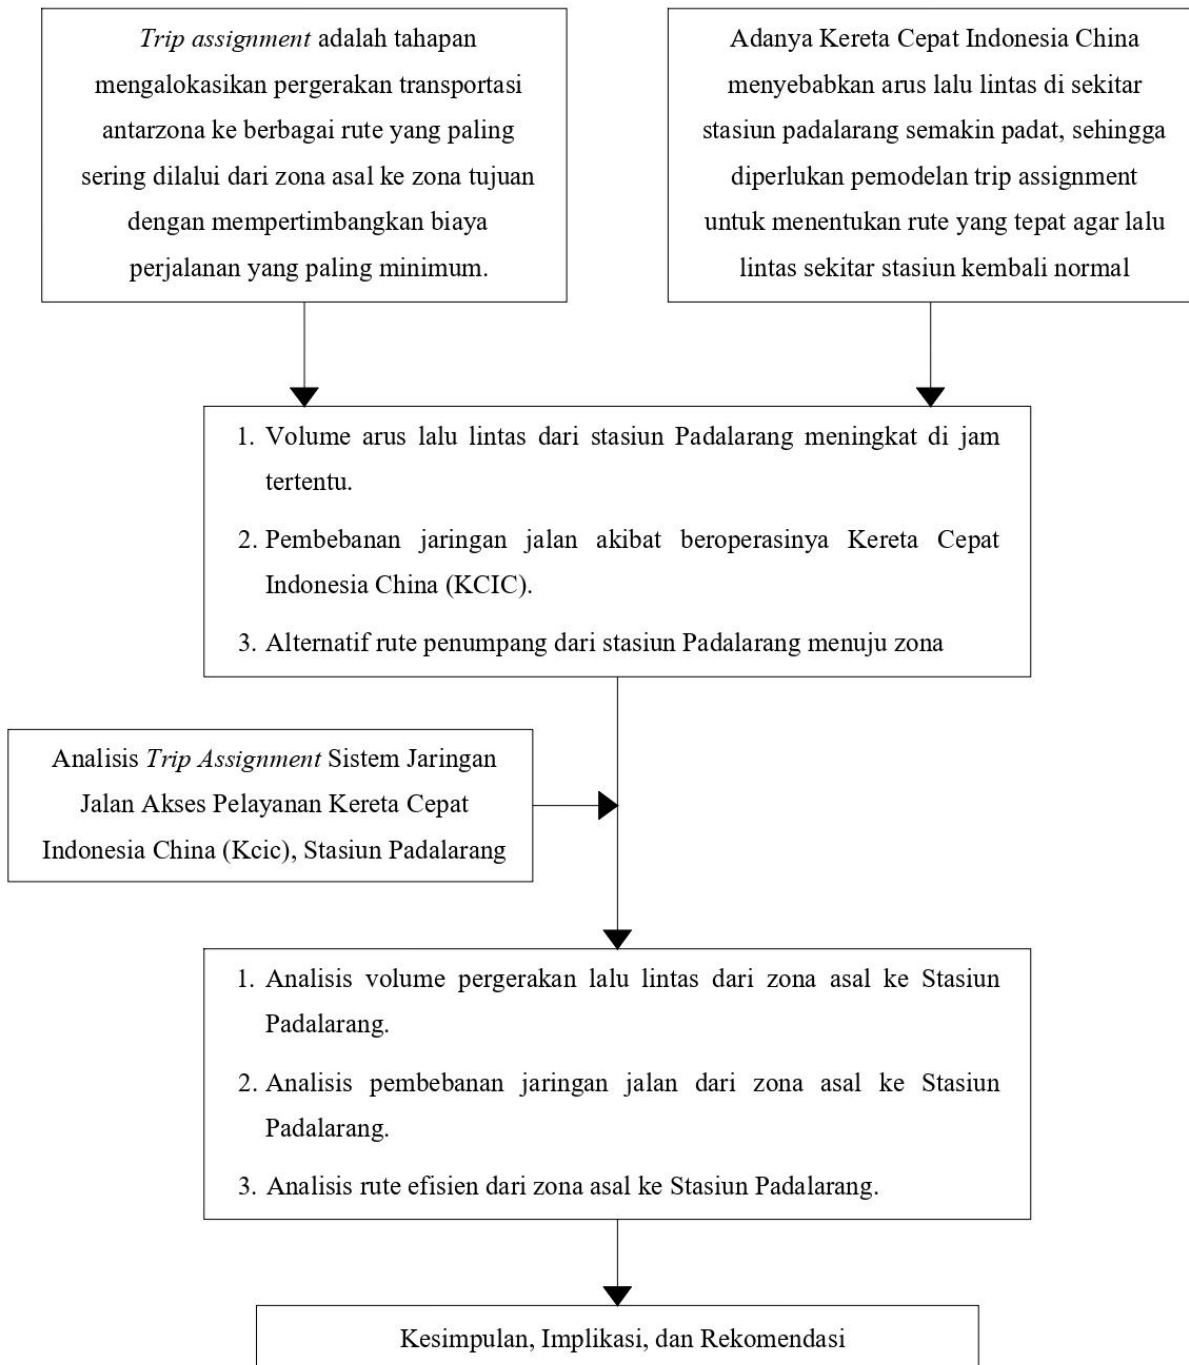 Trip assignment adalah tahapan
mengalokasikan pergerakan transportasi
antarzona ke berbagai rute yang paling
sering dilalui dari zona asal ke zona tujuan
dengan mempertimbangkan biaya
perjalanan yang paling minimum.
Adanya Kereta Cepat Indonesia China
menyebabkan arus lalu lintas di sekitar
stasiun padalarang semakin padat, sehingga
diperlukan pemodelan trip assignment
untuk menentukan rute yang tepat agar lalu
lintas sekitar stasiun kembali normal
1. Volume arus lalu lintas dari stasiun Padalarang meningkat di jam
tertentu.
2. Pembebanan jaringan jalan akibat beroperasinya Kereta Cepat
Indonesia China (KCIC).
3. Alternatif rute penumpang dari stasiun Padalarang menuju zona
Analisis Trip Assignment Sistem Jaringan
Jalan Akses Pelayanan Kereta Cepat
Indonesia China (Kcic), Stasiun Padalarang
1. Analisis volume pergerakan lalu lintas dari zona asal ke Stasiun
Padalarang.
2. Analisis pembebanan jaringan jalan dari zona asal ke Stasiun
Padalarang.
3. Analisis rute efisien dari zona asal ke Stasiun Padalarang.
Kesimpulan, Implikasi, dan Rekomendasi